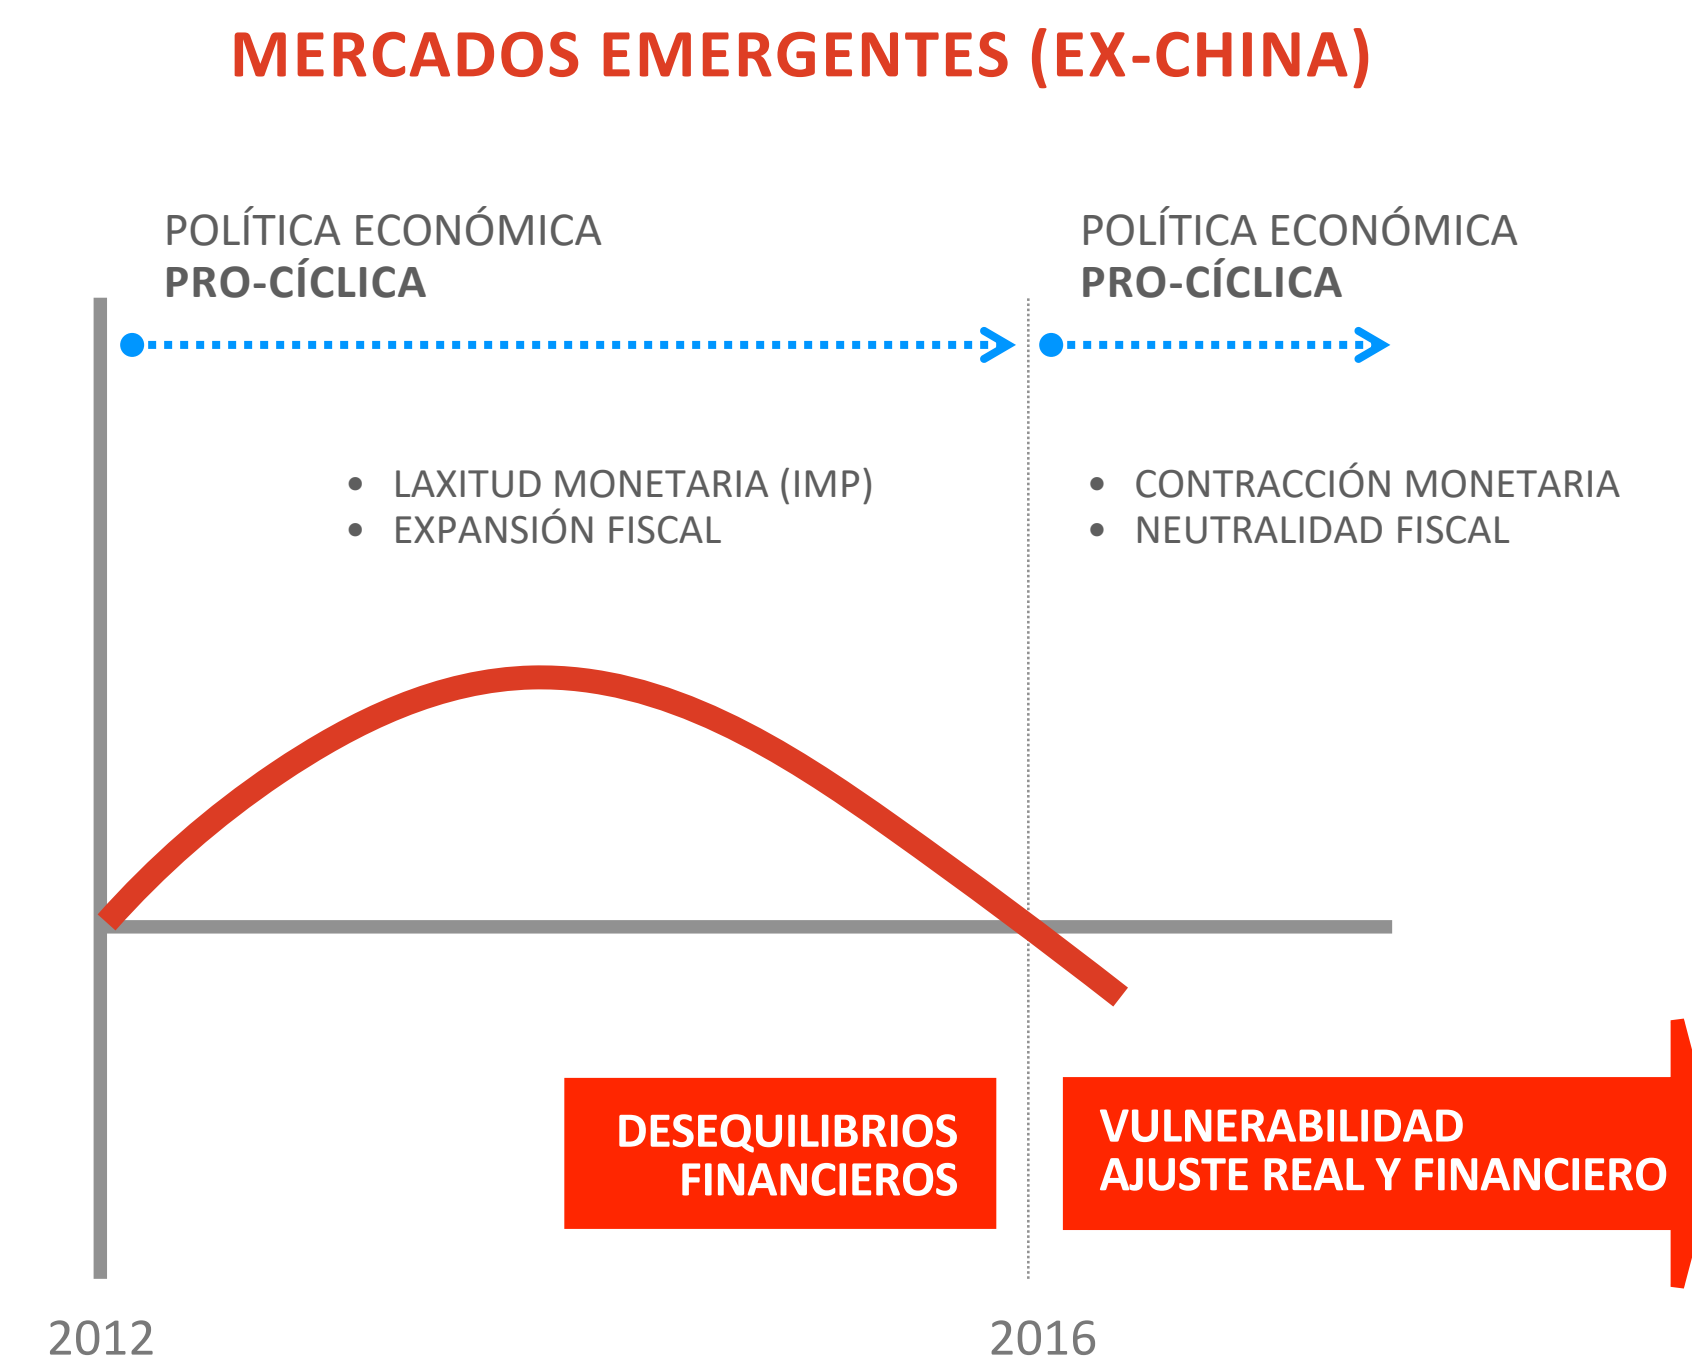 MERCADOS EMERGENTES (EX-CHINA)
POLÍTICA ECONÓMICA
PRO-CÍCLICA
POLÍTICA ECONÓMICA
PRO-CÍCLICA
• LAXITUD MONETARIA (IMP)
• EXPANSIÓN FISCAL
• CONTRACCIÓN MONETARIA
• NEUTRALIDAD FISCAL
DESEQUILIBRIOS
FINANCIEROS
VULNERABILIDAD
AJUSTE REAL Y FINANCIERO
2012
2016